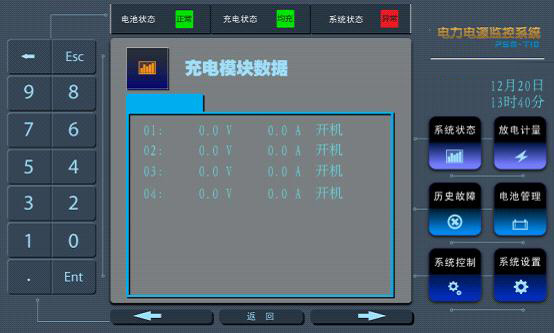 电池状态 正常 充电状态 均充 系统状态 异常
电力电源监控系统
PSM-T10
← Esc
9 8
7 6
5 4
3 2
1 0
. Ent
充电模块数据
01: 0.0 V 0.0 A 开机
02: 0.0 V 0.0 A 开机
03: 0.0 V 0.0 A 开机
04: 0.0 V 0.0 A 开机
返 回
12月20日
13时40分
系统状态 放电计量
历史故障 电池管理
系统控制 系统设置